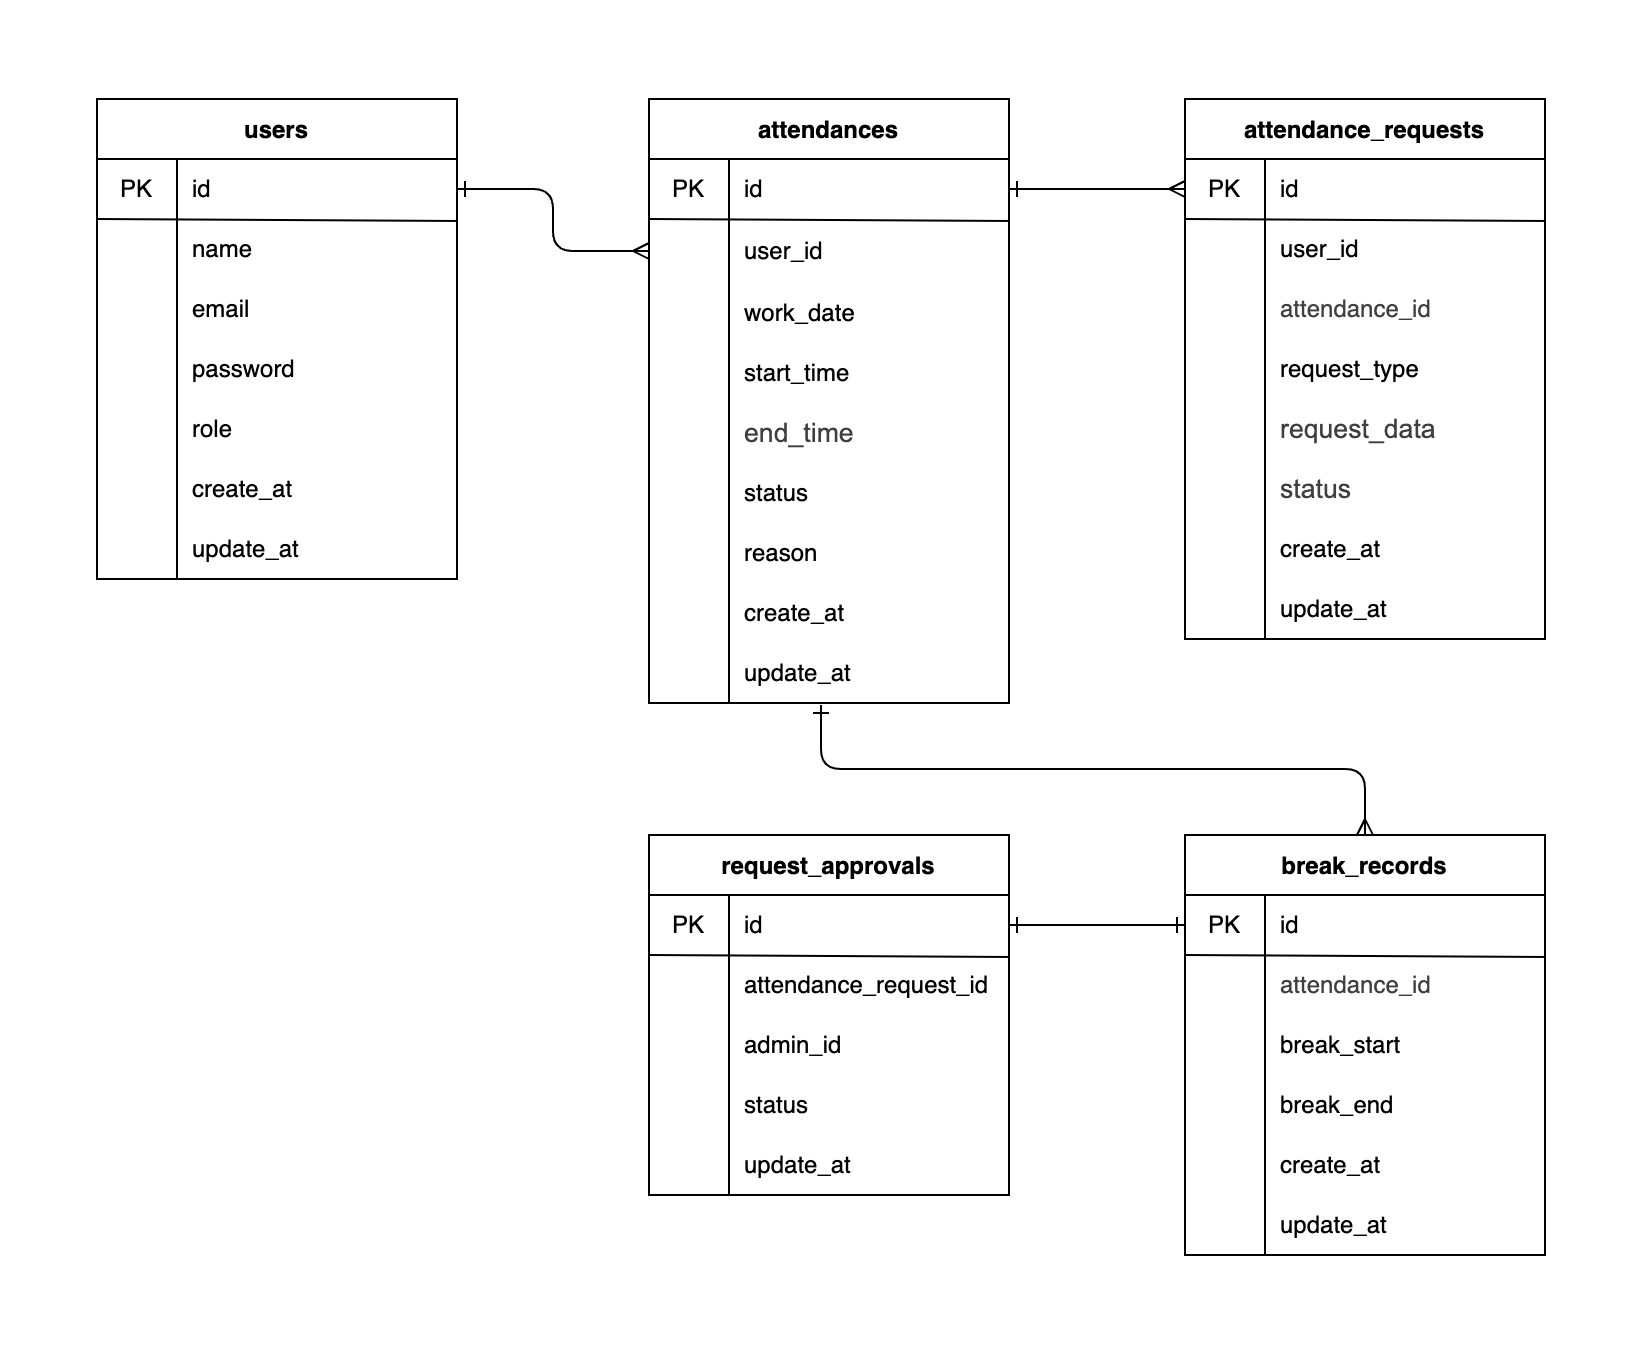 users
PK id
name
email
password
role
create_at
update_at
attendances
PK id
user_id
work_date
start_time
end_time
status
reason
create_at
update_at
attendance_requests
PK id
user_id
attendance_id
request_type
request_data
status
create_at
update_at
request_approvals
PK id
attendance_request_id
admin_id
status
update_at
break_records
PK id
attendance_id
break_start
break_end
create_at
update_at